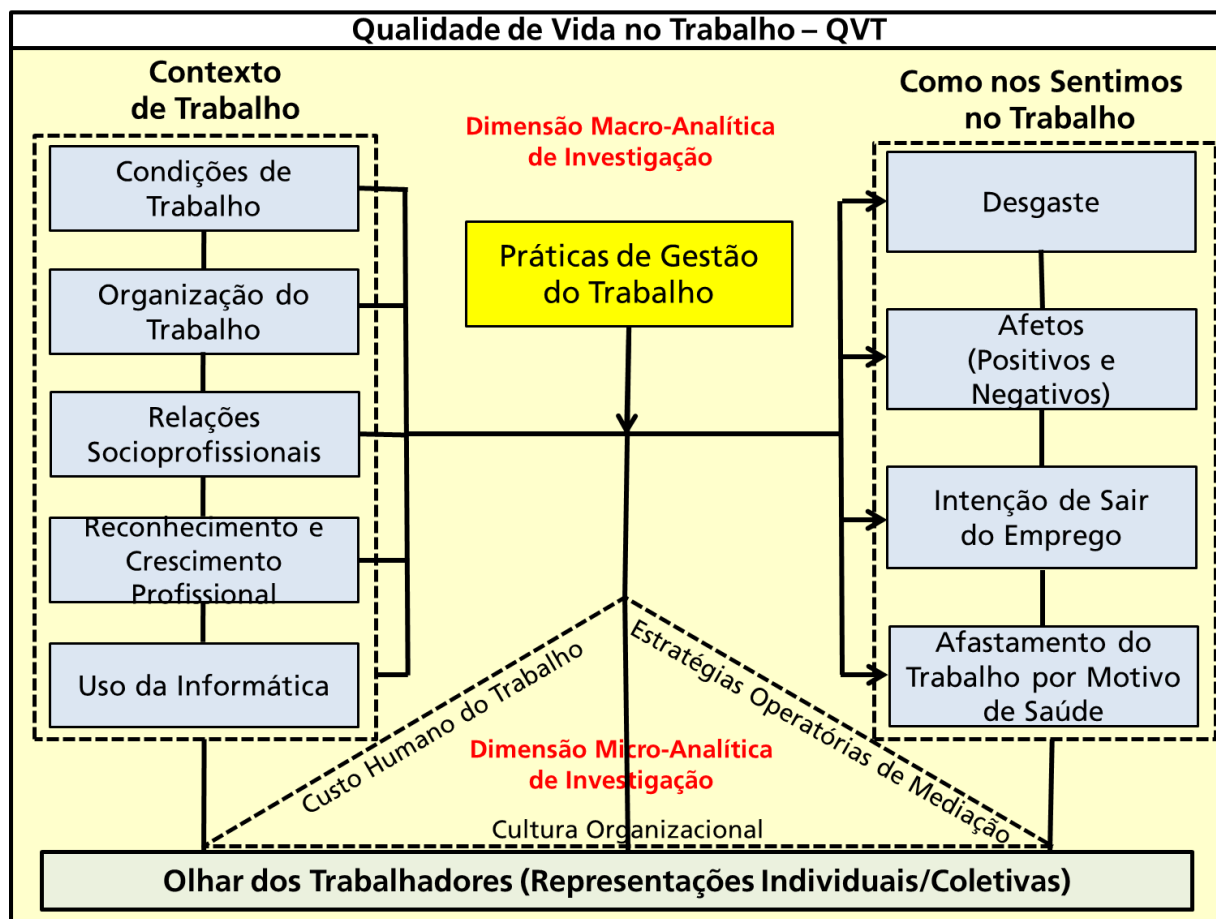 Qualidade de Vida no Trabalho – QVT
Contexto
de Trabalho
Condições de
Trabalho
Organização do
Trabalho
Relações
Socioprofissionais
Reconhecimento e
Crescimento
Profissional
Uso da Informática
Dimensão Macro-Analítica
de Investigação
Práticas de Gestão
do Trabalho
Como nos Sentimos
no Trabalho
Desgaste
Afetos
(Positivos e
Negativos)
Intenção de Sair
do Emprego
Afastamento do
Trabalho por Motivo
de Saúde
Custo Humano do Trabalho
Estratégias Operatórias de Mediação
Dimensão Micro-Analítica
de Investigação
Cultura Organizacional
Olhar dos Trabalhadores (Representações Individuais/Coletivas)